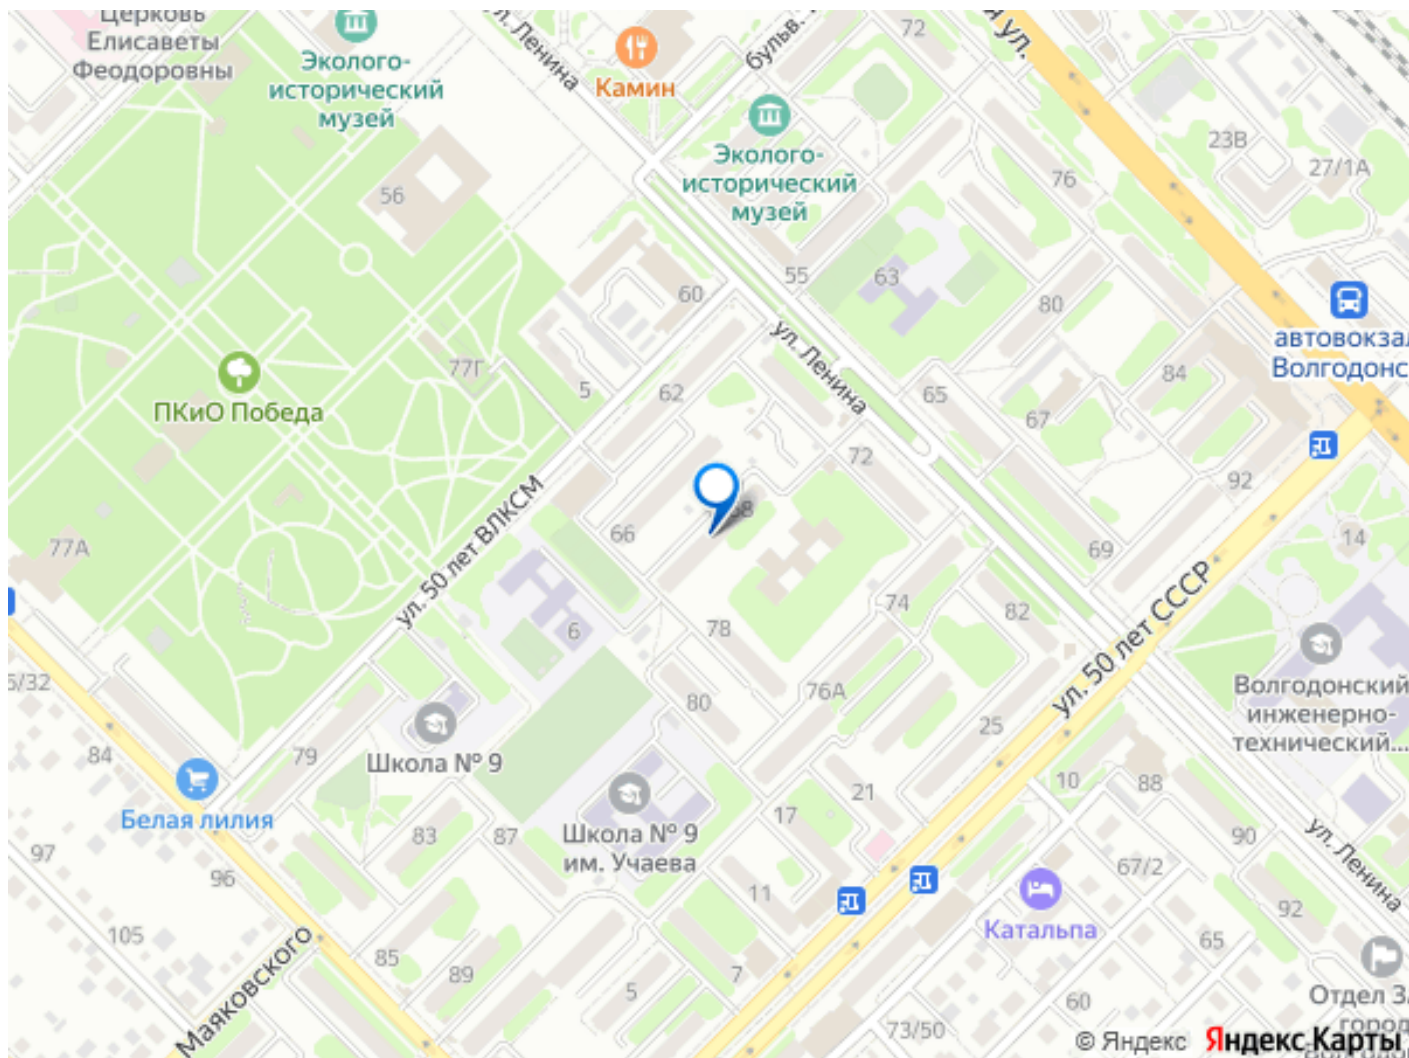 Церковь
Елисаветы
Феодоровны
Эколого-
исторический
музей
ул. Ленина
Камин
бульв.
72
ул.
Эколого-
исторический
музей
23В
27/1А
76
56
55
63
60
80
автовокзал
Волгодонс
ул. Ленина
77Г
5
62
65
84
67
ПКиО Победа
72
92
66
68
ул. 50 лет ВЛКСМ
77А
69
14
74
82
6
78
ул. 50 лет СССР
5/32
80
76А
25
Волгодонский
инженерно-
технический...
84
79
Школа № 9
10
88
Белая лилия
83
87
Школа № 9
им. Учаева
17
21
90
ул. Ленина
97
96
67/2
11
92
Катальпа
65
105
85
89
7
5
Маяковского
60
73/50
Отдел З
город
© Яндекс Яндекс Карты